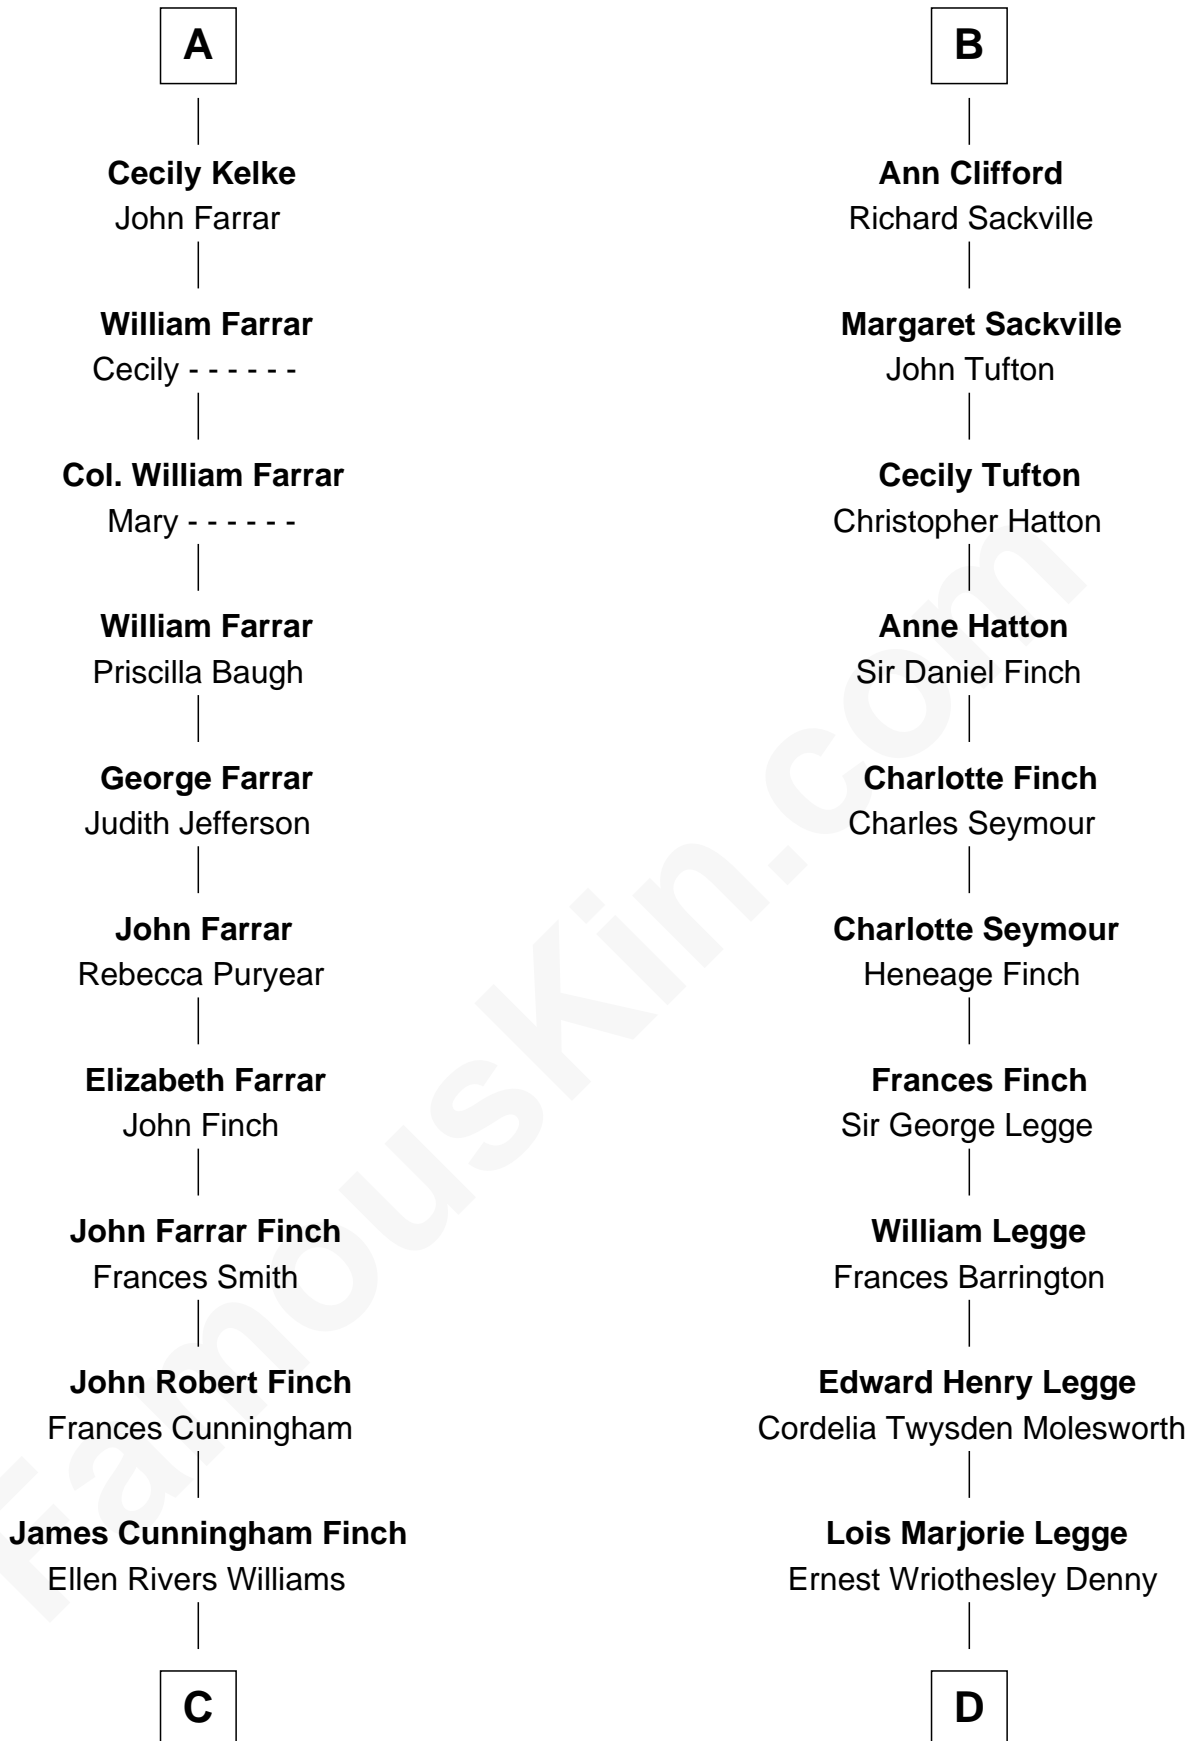 A
Cecily Kelke
John Farrar
William Farrar
Cecily - - - - - -
Col. William Farrar
Mary - - - - - -
William Farrar
Priscilla Baugh
George Farrar
Judith Jefferson
John Farrar
Rebecca Puryear
Elizabeth Farrar
John Finch
John Farrar Finch
Frances Smith
John Robert Finch
Frances Cunningham
James Cunningham Finch
Ellen Rivers Williams
C
B
Ann Clifford
Richard Sackville
Margaret Sackville
John Tufton
Cecily Tufton
Christopher Hatton
Anne Hatton
Sir Daniel Finch
Charlotte Finch
Charles Seymour
Charlotte Seymour
Heneage Finch
Frances Finch
Sir George Legge
William Legge
Frances Barrington
Edward Henry Legge
Cordelia Twysden Molesworth
Lois Marjorie Legge
Ernest Wriothesley Denny
D
FamousKin.com